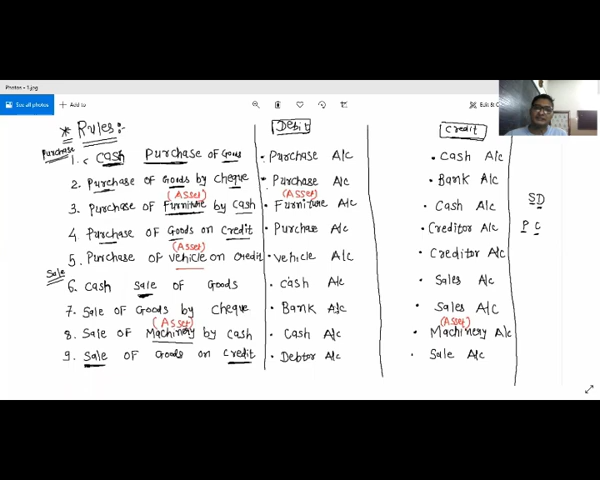 Photos - 1.jpg
See all photos + Add to Edit & C
* Rules:-
Debit
Credit
Purchase
1. Cash Purchase of Goods • Purchase A/c • Cash A/c
2. Purchase of Goods by cheque • Purchase A/c • Bank A/c
(Asset) (Asset)
3. Purchase of Furniture by Cash • Furniture A/c • Cash A/c
SD
4 Purchase of Goods on Credit • Purchase A/c • Creditor A/c
P C
(Asset)
5. Purchase of vehicle on credit • Vehicle A/c • Creditor A/c
Sale
6. Cash Sale of Goods • Cash A/c • Sales A/c
7. Sale of Goods by Cheque • Bank A/c • Sales A/c
(Asset) (Asset)
8. Sale of Machinery by Cash • Cash A/c • Machinery A/c
9. Sale of Goods on Credit • Debtor A/c • Sale A/c